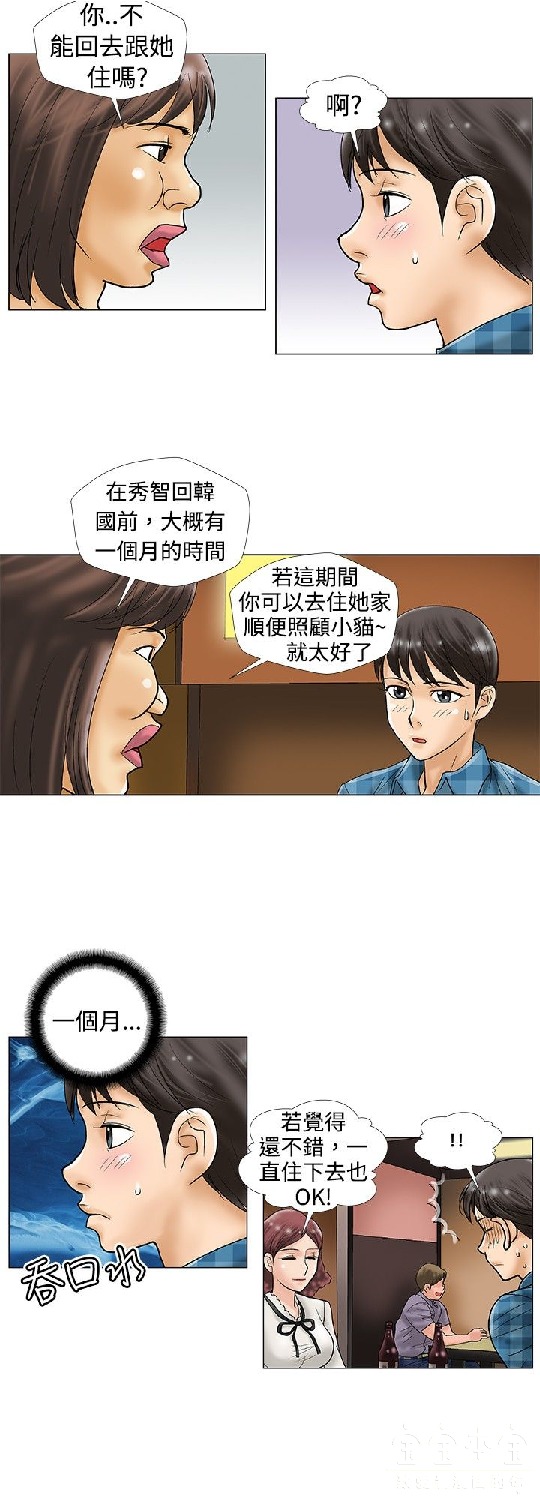 你..不
能回去跟她
住嗎?
啊?
在秀智回韓
國前，大概有
一個月的時間
若這期間
你可以去住她家
順便照顧小貓~
就太好了
一個月...
吞口水
若覺得
還不錯，一
直住下去也
OK!
!!